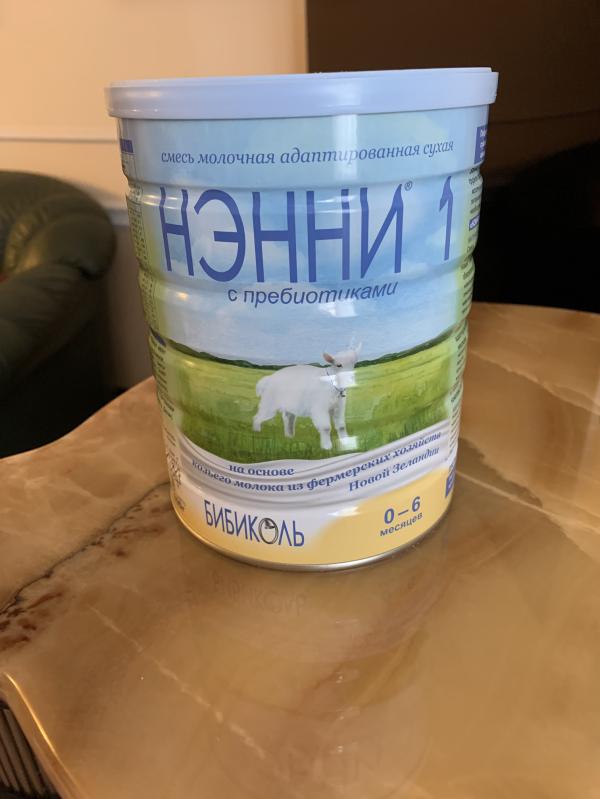 смесь молочная адаптированная сухая
НЭННИ® 1
с пребиотиками
на основе
козьего молока из фермерских хозяйств
Новой Зеландии
БИБИКОЛЬ
0–6
месяцев